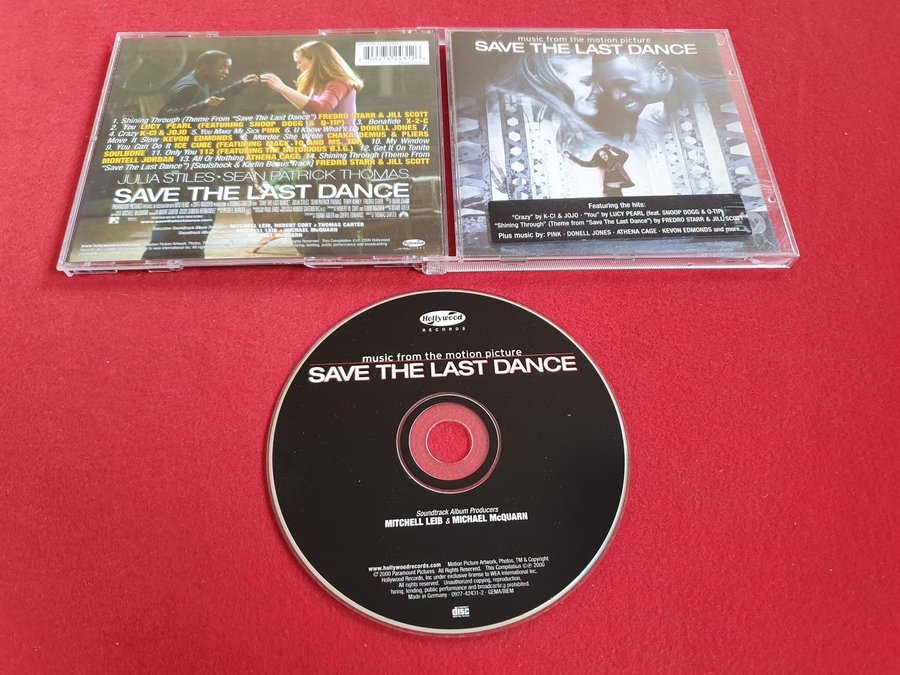 1. Shining Through (Theme From "Save The Last Dance") FREDRO STARR & JILL SCOTT
2. You LUCY PEARL (FEATURING SNOOP DOGG & Q-TIP) 3. Bonafide X-2-C
4. Crazy K-CI & JOJO 5. You Make Me Sick PINK 6. U Know What's Up DONELL JONES 7.
Move It Slow KEVON EDMONDS 8. Murder She Wrote CHAKA DEMUS & PLIERS
9. You Can Do It ICE CUBE (FEATURING MACK 10 AND MS. TOI) 10. My Window
SOULBONE 11. Only You 112 (FEATURING THE NOTORIOUS B.I.G.) 12. Get It On Tonite
MONTELL JORDAN 13. All Or Nothing ATHENA CAGE 14. Shining Through (Theme From
"Save The Last Dance") [Soulshock & Karlin Bonus Track] FREDRO STARR & JILL SCOTT
JULIA STILES • SEAN PATRICK THOMAS
SAVE THE LAST DANCE
Executive Soundtrack Album Producers: MITCHELL LEIB, ROBERT CORT & THOMAS CARTER
MITCHELL LEIB & MICHAEL McQUARN
music from the motion picture
SAVE THE LAST DANCE
Featuring the hits:
"Crazy" by K-CI & JOJO · "You" by LUCY PEARL (feat. SNOOP DOGG & Q-TIP)
"Shining Through" (Theme from "Save The Last Dance") by FREDRO STARR & JILL SCOTT
Plus music by: PINK · DONELL JONES · ATHENA CAGE · KEVON EDMONDS and more...
Hollywood
RECORDS
music from the motion picture
SAVE THE LAST DANCE
Soundtrack Album Producers
MITCHELL LEIB & MICHAEL McQUARN
www.hollywoodrecords.com Motion Picture Artwork, Photos, TM & Copyright
© 2000 Paramount Pictures. All Rights Reserved. This Compilation ©℗ 2000
Hollywood Records, Inc under exclusive license to WEA International Inc.
All rights reserved. Unauthorized copying, reproduction,
hiring, lending, public performance and broadcasting prohibited.
Made in Germany · 0927-42431-2 · GEMA/BIEM
disc